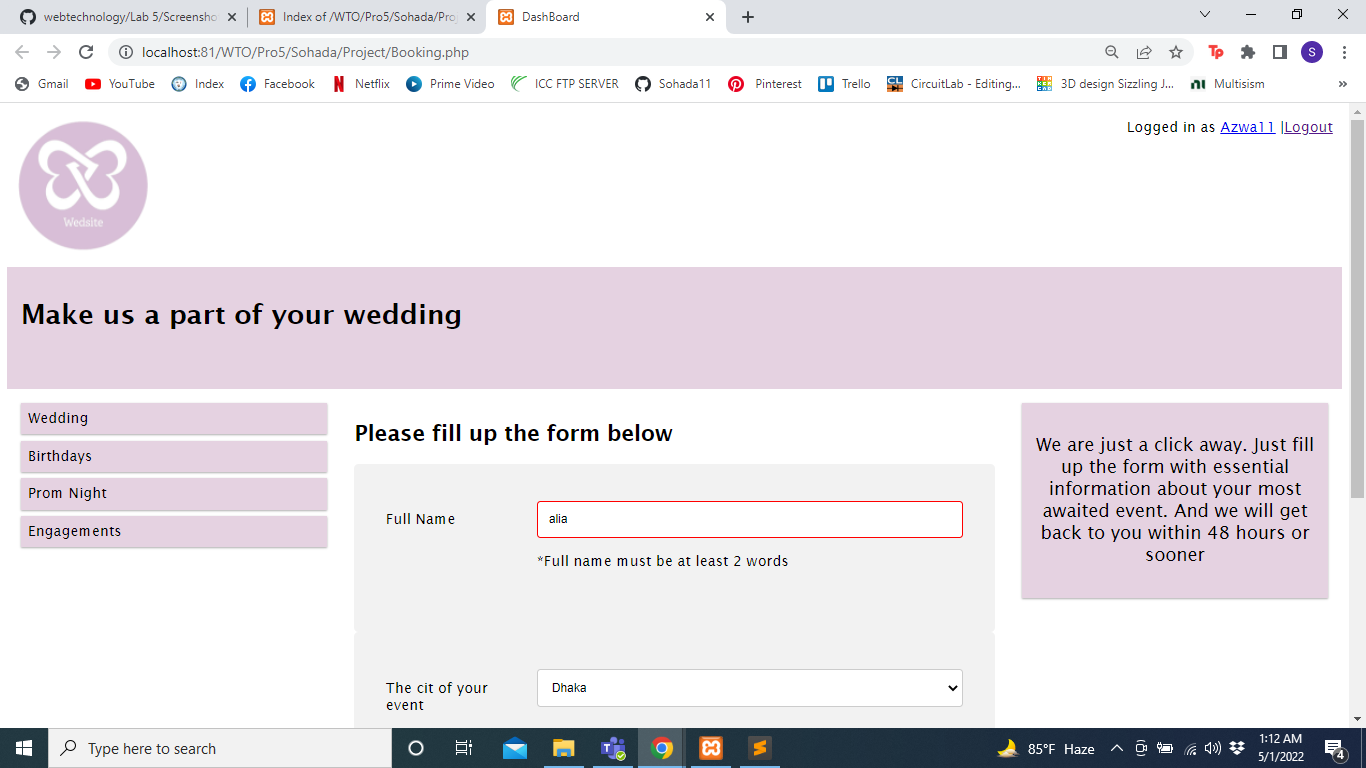 webtechnology/Lab 5/Screensho
Index of /WTO/Pro5/Sohada/Pro
DashBoard
localhost:81/WTO/Pro5/Sohada/Project/Booking.php
S
Gmail
YouTube
Index
Facebook
Netflix
Prime Video
ICC FTP SERVER
Sohada11
Pinterest
Trello
CircuitLab - Editing...
3D design Sizzling J...
Multisism
Logged in as Azwa11 |Logout
Wedsite
Make us a part of your wedding
Wedding
Birthdays
Prom Night
Engagements
Please fill up the form below
Full Name
alia
*Full name must be at least 2 words
The cit of your
event
Dhaka
We are just a click away. Just fill
up the form with essential
information about your most
awaited event. And we will get
back to you within 48 hours or
sooner
Type here to search
85°F Haze
1:12 AM
5/1/2022
4